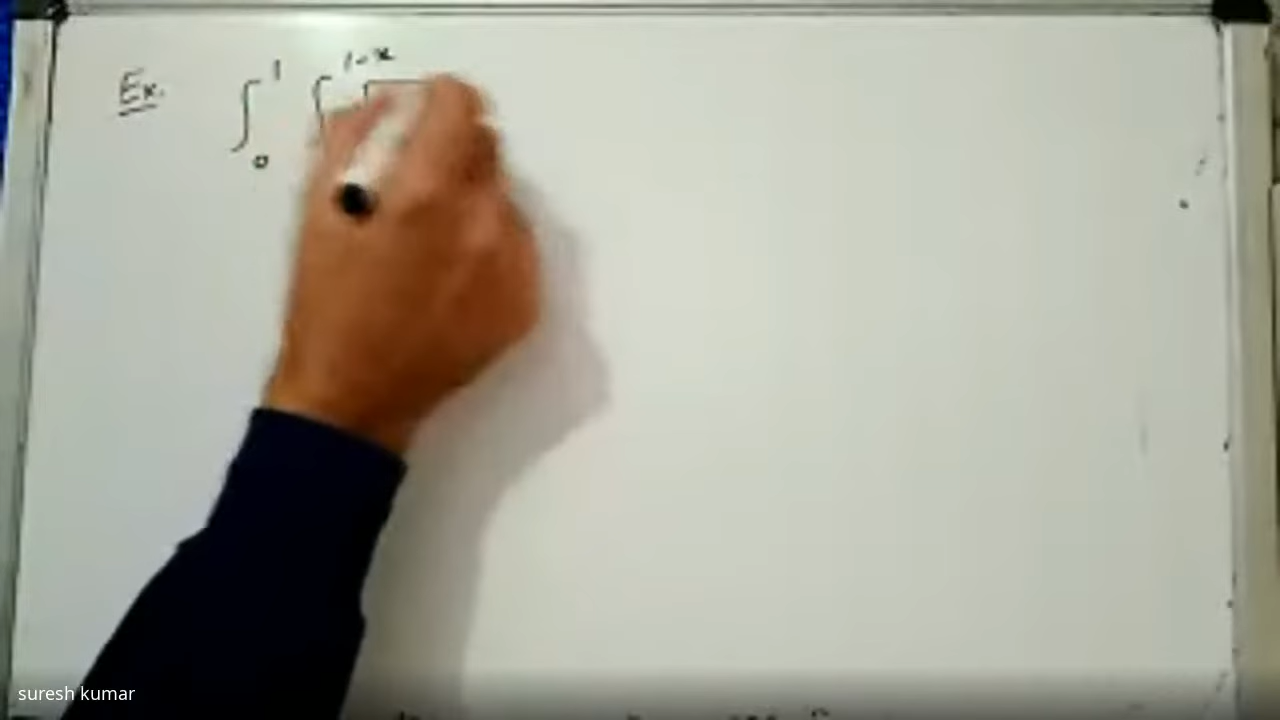 Ex. ∫₀¹ ∫^{1-x} √
suresh kumar